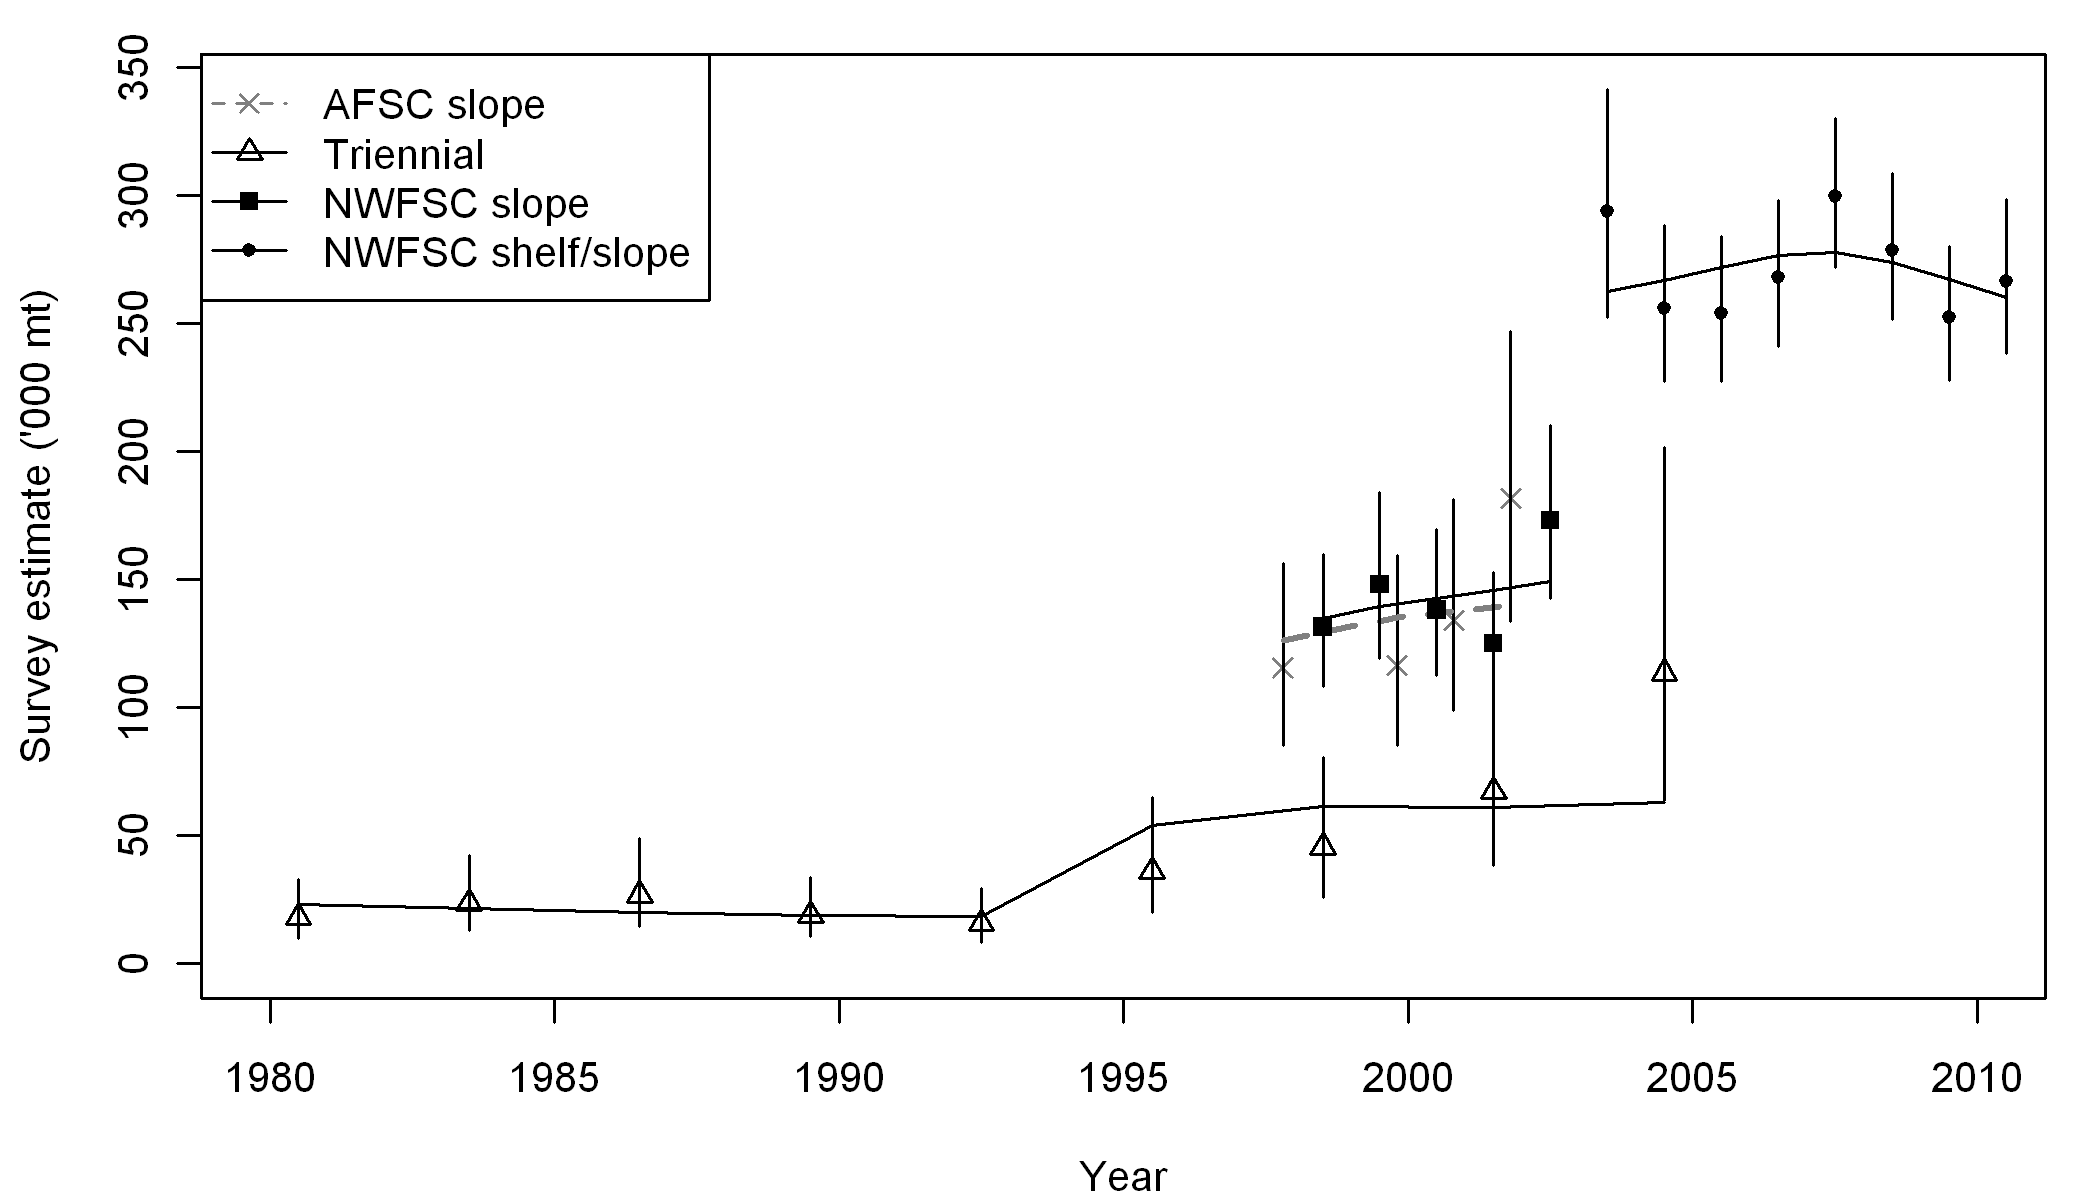 AFSC slope
Triennial
NWFSC slope
NWFSC shelf/slope
Survey estimate ('000 mt)
350
300
250
200
150
100
50
0
1980 1985 1990 1995 2000 2005 2010
Year